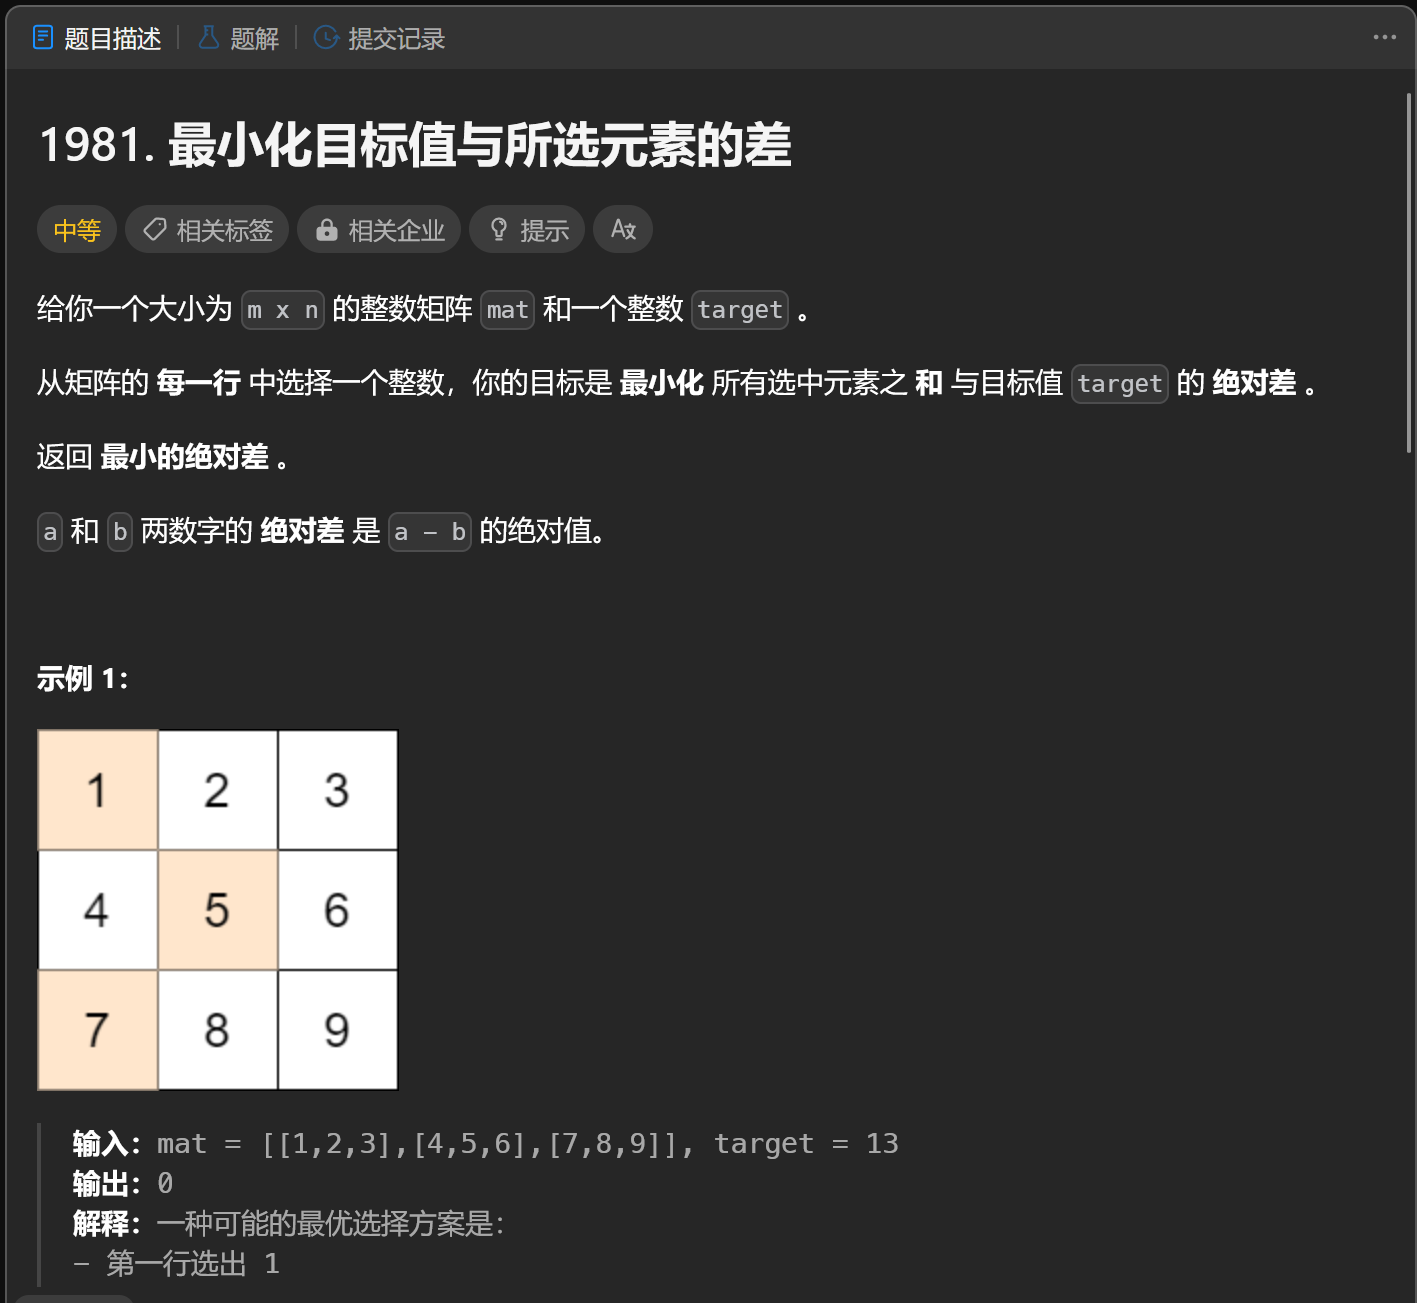 题目描述 题解 提交记录
1981. 最小化目标值与所选元素的差
中等 相关标签 相关企业 提示
给你一个大小为 m x n 的整数矩阵 mat 和一个整数 target 。
从矩阵的 每一行 中选择一个整数，你的目标是 最小化 所有选中元素之 和 与目标值 target 的 绝对差 。
返回 最小的绝对差 。
a 和 b 两数字的 绝对差 是 a - b 的绝对值。
示例 1：
1 2 3
4 5 6
7 8 9
输入：mat = [[1,2,3],[4,5,6],[7,8,9]], target = 13
输出：0
解释：一种可能的最优选择方案是：
- 第一行选出 1